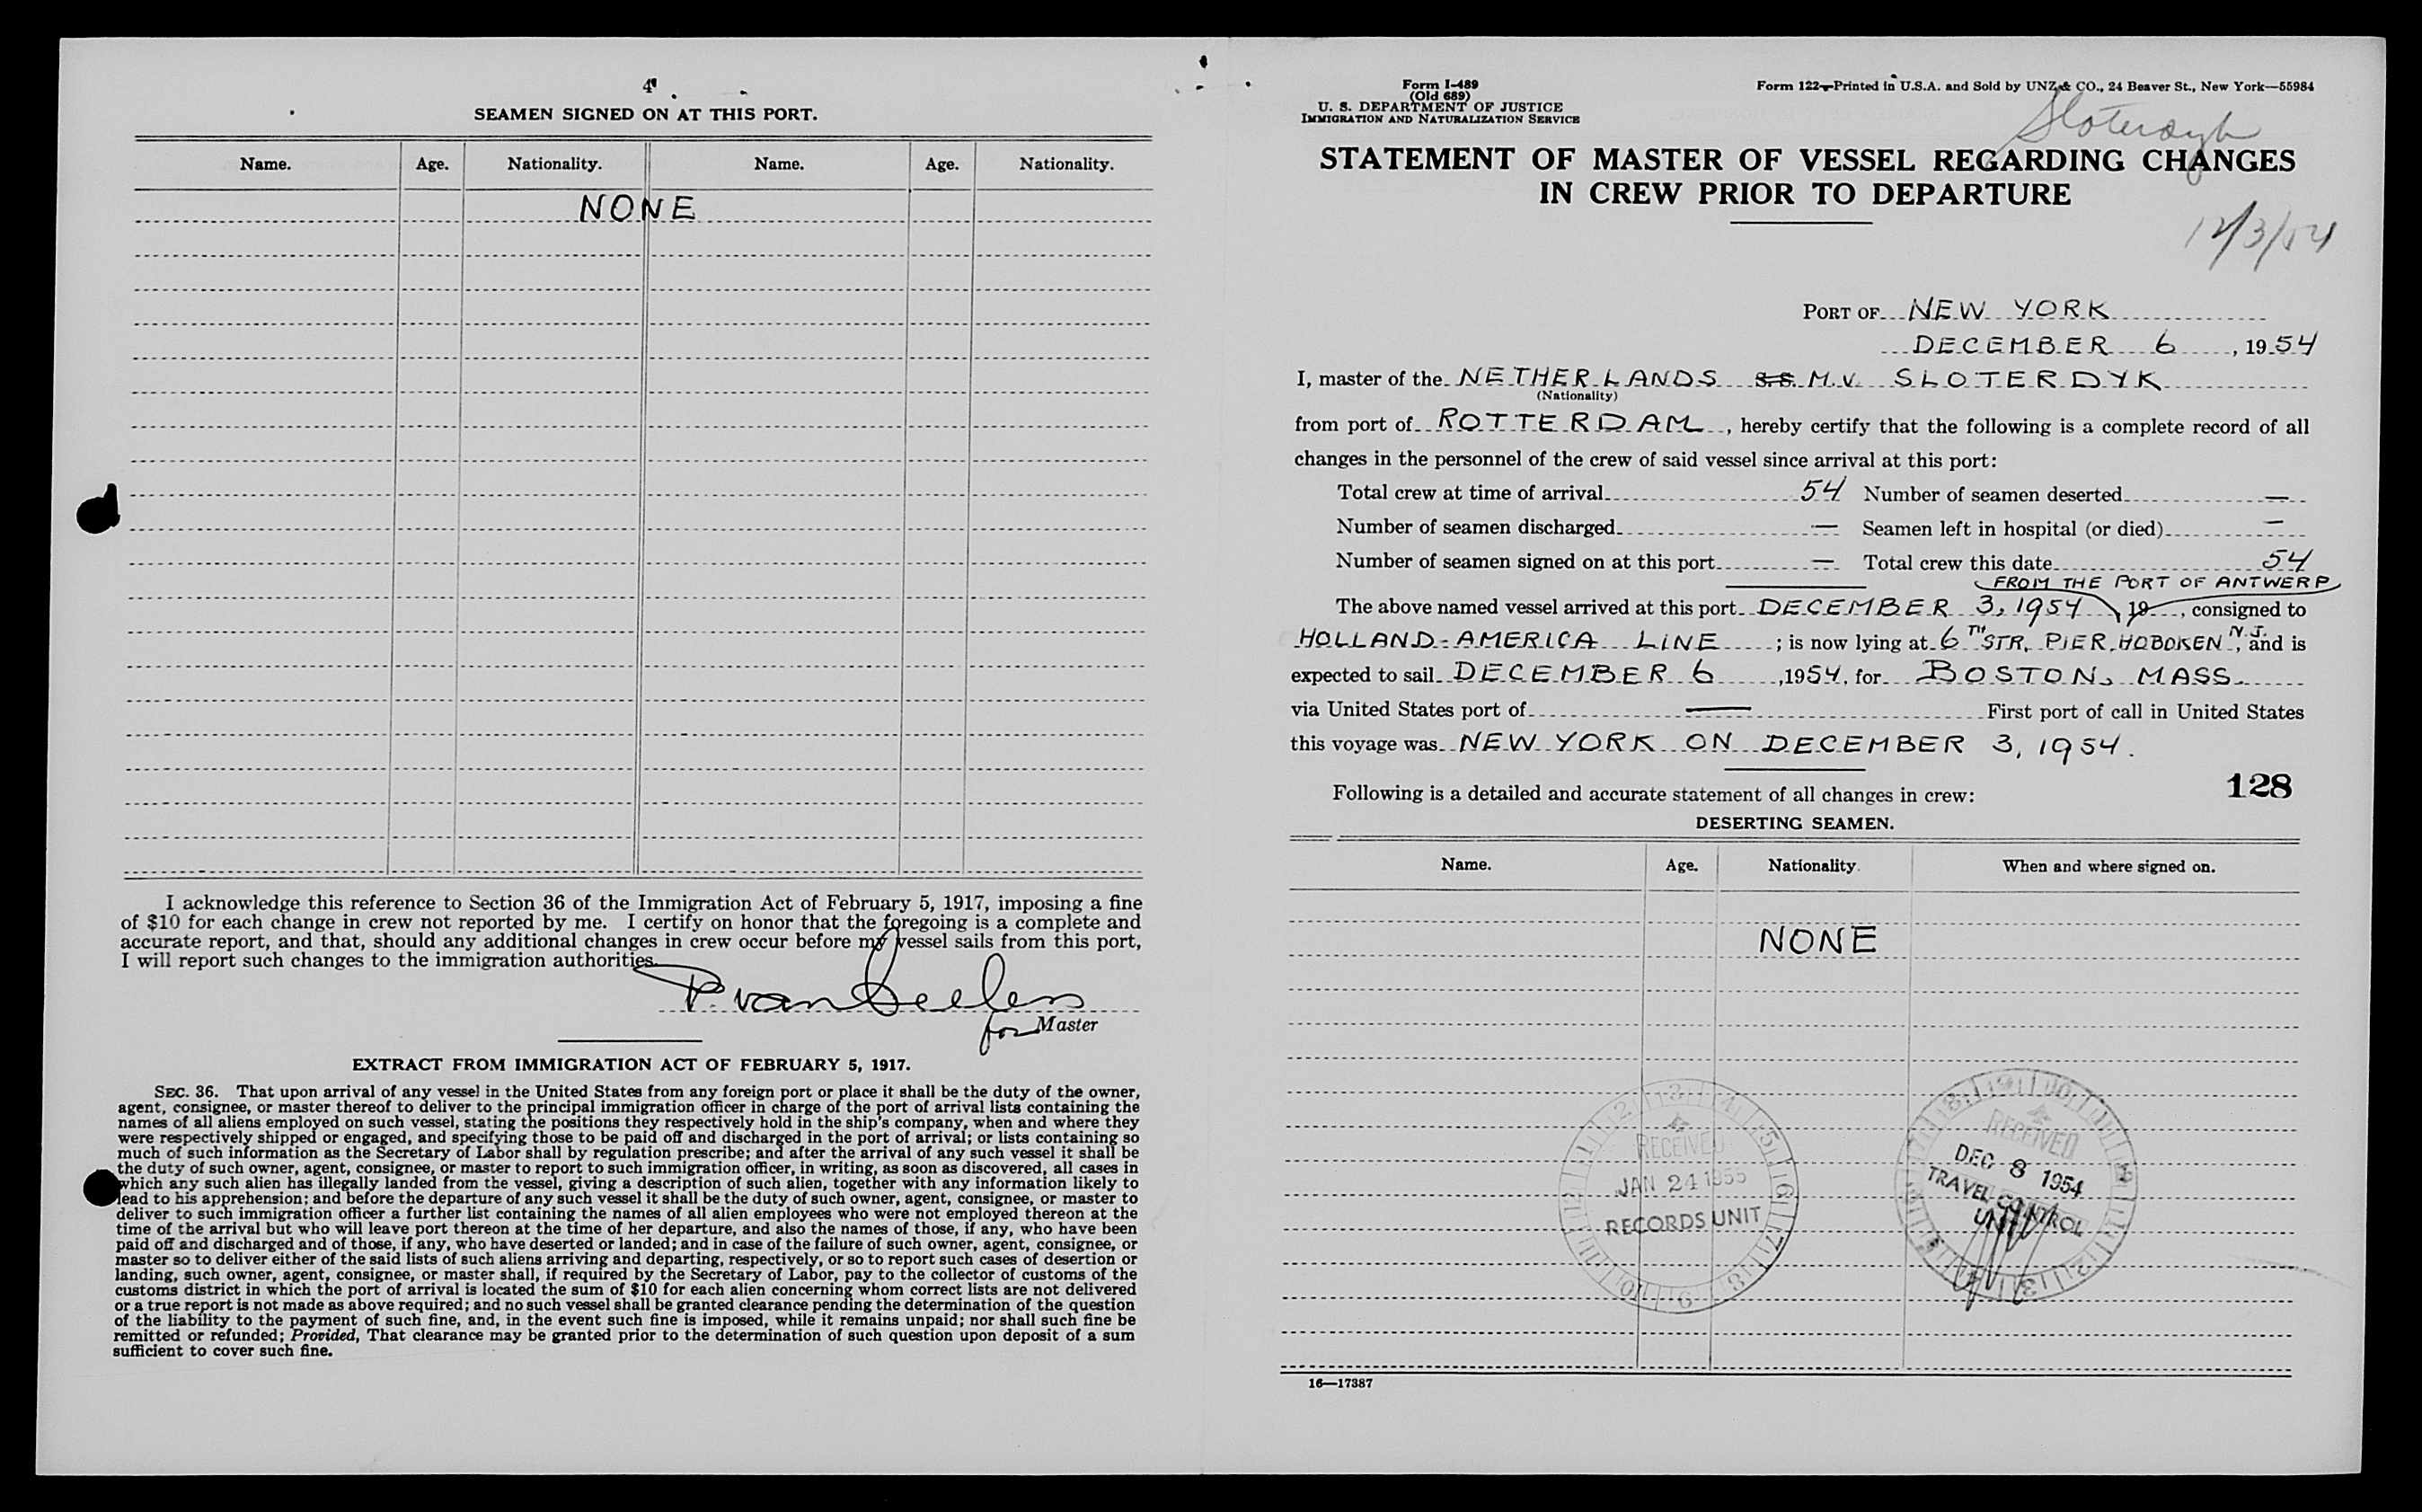 4
SEAMEN SIGNED ON AT THIS PORT.
Name. Age. Nationality. Name. Age. Nationality.
NONE
I acknowledge this reference to Section 36 of the Immigration Act of February 5, 1917, imposing a fine
of $10 for each change in crew not reported by me. I certify on honor that the foregoing is a complete and
accurate report, and that, should any additional changes in crew occur before my vessel sails from this port,
I will report such changes to the immigration authorities.
P. van
for Master
EXTRACT FROM IMMIGRATION ACT OF FEBRUARY 5, 1917.
SEC. 36. That upon arrival of any vessel in the United States from any foreign port or place it shall be the duty of the owner,
agent, consignee, or master thereof to deliver to the principal immigration officer in charge of the port of arrival lists containing the
names of all aliens employed on such vessel, stating the positions they respectively hold in the ship's company, when and where they
were respectively shipped or engaged, and specifying those to be paid off and discharged in the port of arrival; or lists containing so
much of such information as the Secretary of Labor shall by regulation prescribe; and after the arrival of any such vessel it shall be
the duty of such owner, agent, consignee, or master to report to such immigration officer, in writing, as soon as discovered, all cases in
which any such alien has illegally landed from the vessel, giving a description of such alien, together with any information likely to
lead to his apprehension; and before the departure of any such vessel it shall be the duty of such owner, agent, consignee, or master to
deliver to such immigration officer a further list containing the names of all alien employees who were not employed thereon at the
time of the arrival but who will leave port thereon at the time of her departure, and also the names of those, if any, who have been
paid off and discharged and of those, if any, who have deserted or landed; and in case of the failure of such owner, agent, consignee, or
master so to deliver either of the said lists of such aliens arriving and departing, respectively, or so to report such cases of desertion or
landing, such owner, agent, consignee, or master shall, if required by the Secretary of Labor, pay to the collector of customs of the
customs district in which the port of arrival is located the sum of $10 for each alien concerning whom correct lists are not delivered
or a true report is not made as above required; and no such vessel shall be granted clearance pending the determination of the question
of the liability to the payment of such fine, and, in the event such fine is imposed, while it remains unpaid; nor shall such fine be
remitted or refunded; Provided, That clearance may be granted prior to the determination of such question upon deposit of a sum
sufficient to cover such fine.
Form I-489
(Old 689)
U. S. DEPARTMENT OF JUSTICE
IMMIGRATION AND NATURALIZATION SERVICE
Form 122—Printed in U.S.A. and Sold by UNZ & CO., 24 Beaver St., New York—55984
Sloterdyk
STATEMENT OF MASTER OF VESSEL REGARDING CHANGES
IN CREW PRIOR TO DEPARTURE
12/3/54
PORT OF NEW YORK
DECEMBER 6, 1954
I, master of the NETHERLANDS S.S. M.V. SLOTERDYK
(Nationality)
from port of ROTTERDAM, hereby certify that the following is a complete record of all
changes in the personnel of the crew of said vessel since arrival at this port:
Total crew at time of arrival 54 Number of seamen deserted —
Number of seamen discharged — Seamen left in hospital (or died) —
Number of seamen signed on at this port — Total crew this date 54
FROM THE PORT OF ANTWERP
The above named vessel arrived at this port DECEMBER 3, 1954, 19, consigned to
HOLLAND-AMERICA LINE; is now lying at 6TH STR. PIER, HOBOKEN N.J., and is
expected to sail DECEMBER 6, 1954, for BOSTON, MASS.
via United States port of — First port of call in United States
this voyage was NEW YORK ON DECEMBER 3, 1954.
128
Following is a detailed and accurate statement of all changes in crew:
DESERTING SEAMEN.
Name. Age. Nationality. When and where signed on.
NONE
RECEIVED
JAN 24 1955
RECORDS UNIT
RECEIVED
DEC 8 1954
TRAVEL CONTROL
UNIT
16—17387